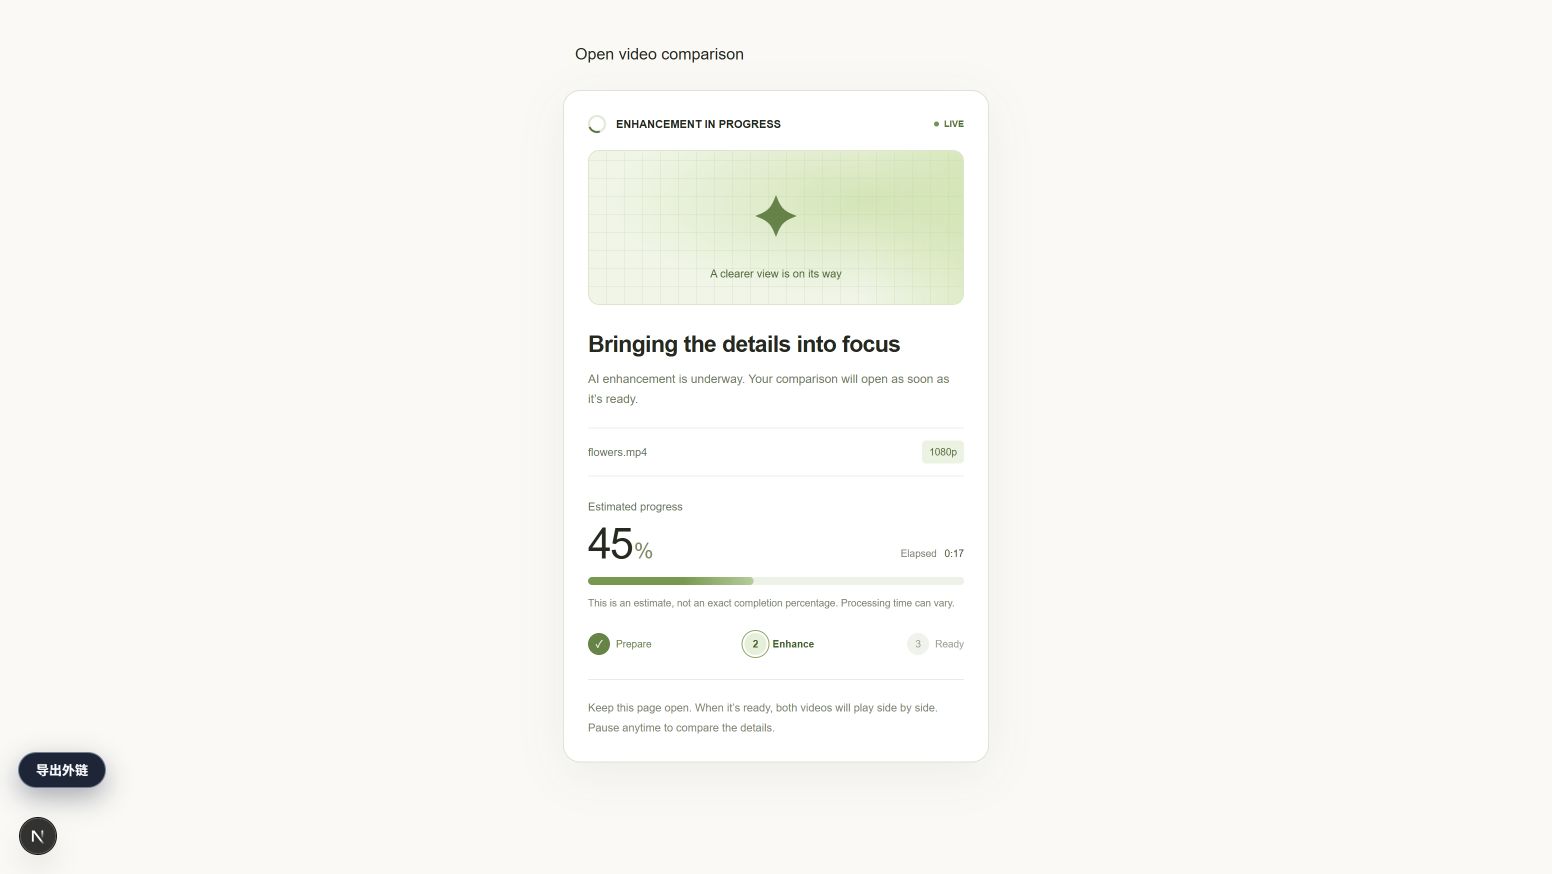 Open video comparison
ENHANCEMENT IN PROGRESS
LIVE
A clearer view is on its way
Bringing the details into focus
AI enhancement is underway. Your comparison will open as soon as
it's ready.
flowers.mp4
1080p
Estimated progress
45%
Elapsed 0:17
This is an estimate, not an exact completion percentage. Processing time can vary.
✓ Prepare
2 Enhance
3 Ready
Keep this page open. When it's ready, both videos will play side by side.
Pause anytime to compare the details.
导出外链
N